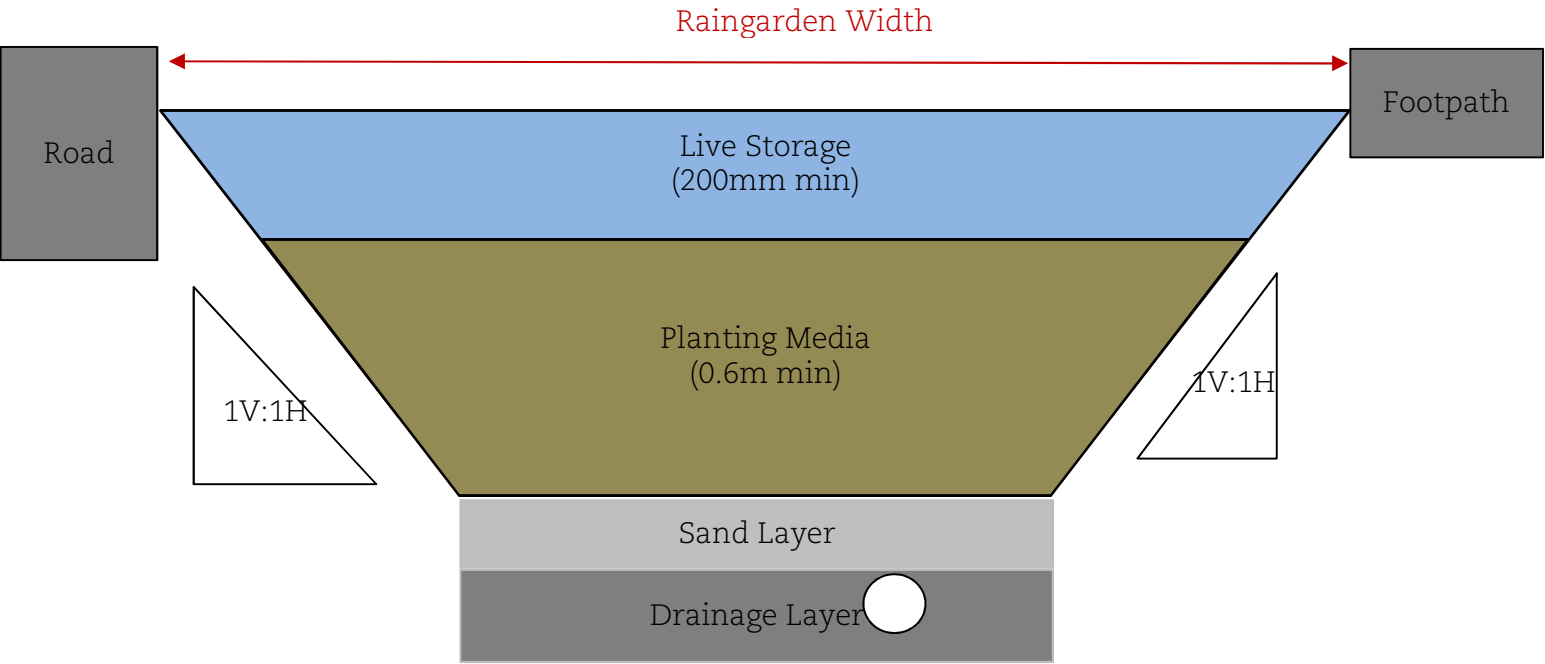 Raingarden Width
Road
Footpath
Live Storage
(200mm min)
Planting Media
(0.6m min)
1V:1H
1V:1H
Sand Layer
Drainage Layer